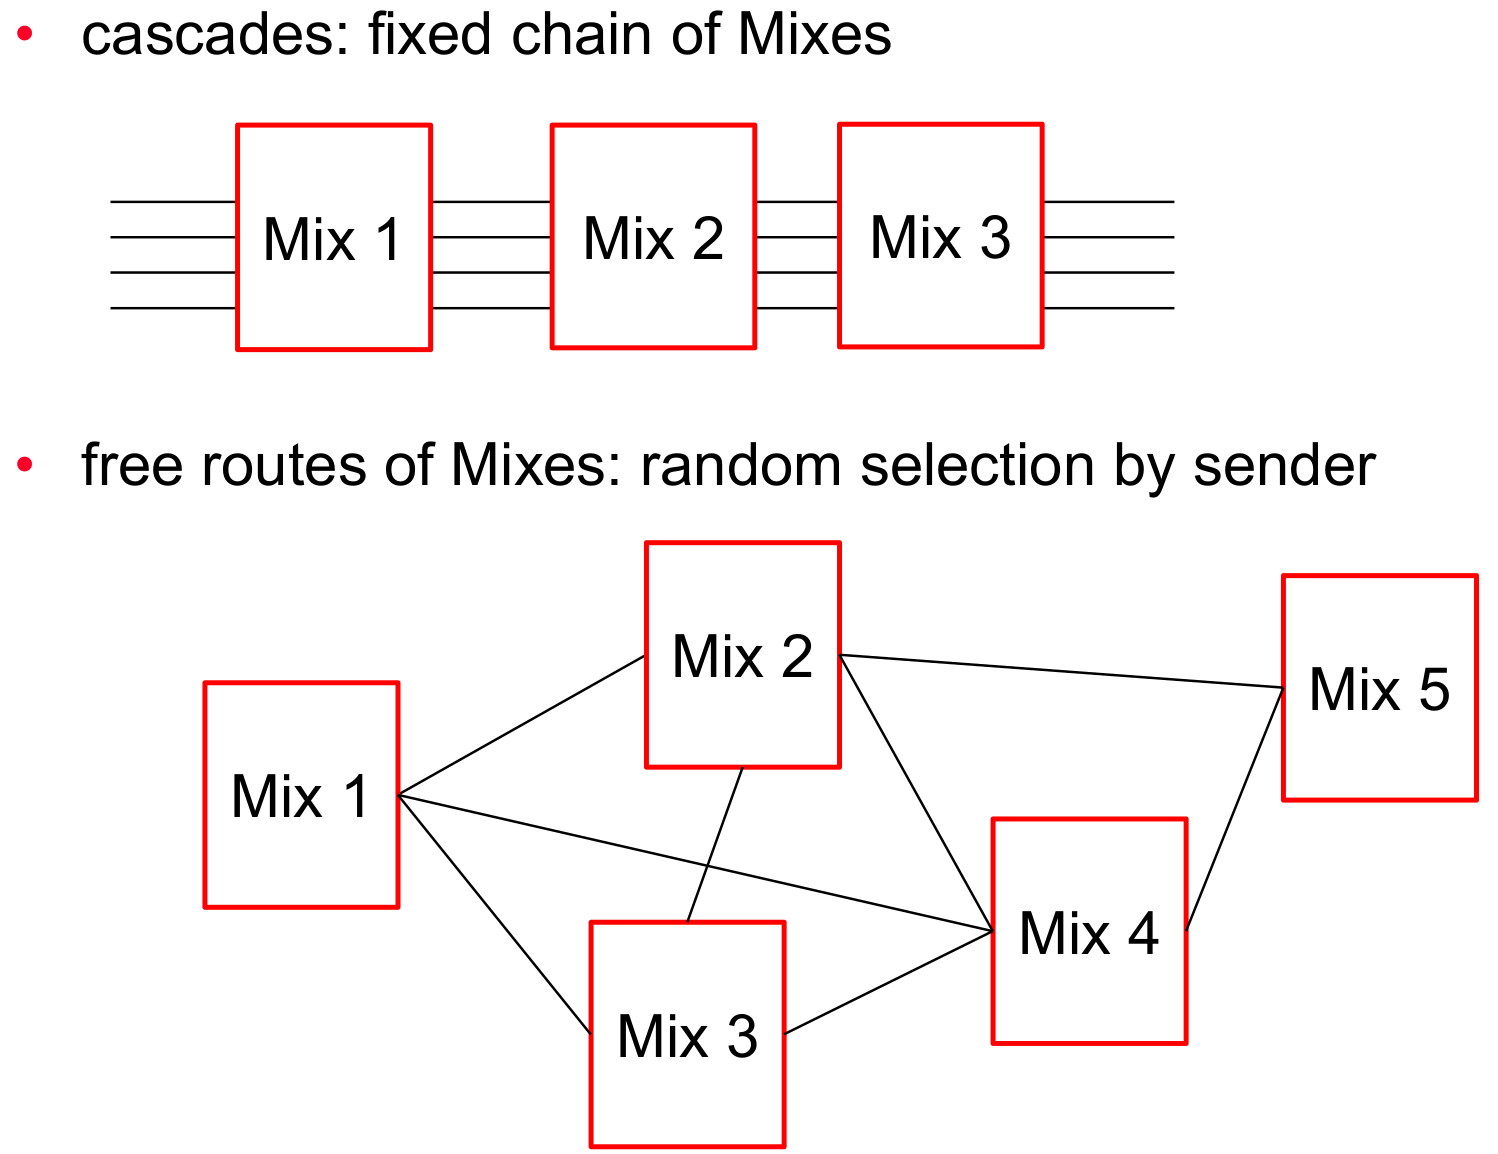 • cascades: fixed chain of Mixes
Mix 1 Mix 2 Mix 3
• free routes of Mixes: random selection by sender
Mix 2
Mix 5
Mix 1
Mix 4
Mix 3